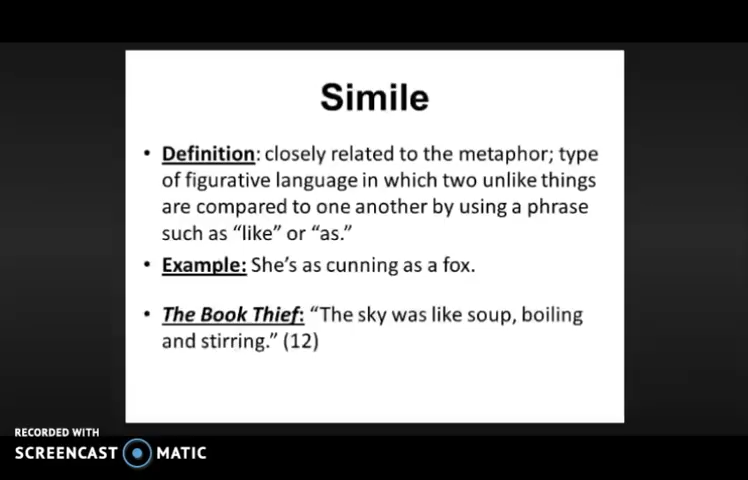 Simile
• Definition: closely related to the metaphor; type
of figurative language in which two unlike things
are compared to one another by using a phrase
such as “like” or “as.”
• Example: She’s as cunning as a fox.
• The Book Thief: “The sky was like soup, boiling
and stirring.” (12)
RECORDED WITH
SCREENCAST MATIC